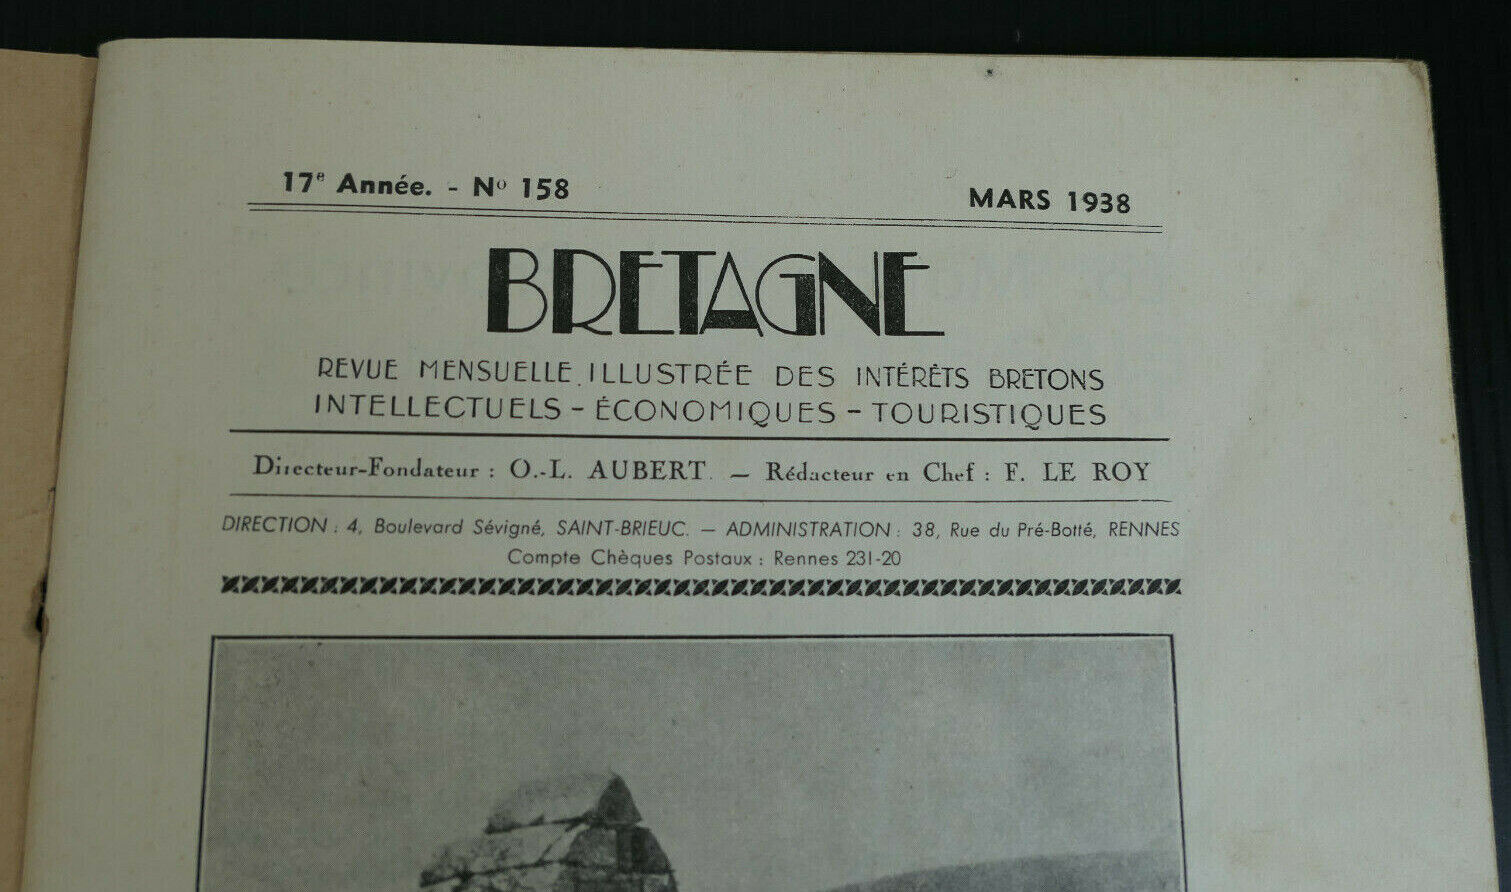 17e Année. - No 158
MARS 1938
BRETAGNE
REVUE MENSUELLE ILLUSTRÉE DES INTÉRÊTS BRETONS
INTELLECTUELS - ÉCONOMIQUES - TOURISTIQUES
Directeur-Fondateur : O.-L. AUBERT. — Rédacteur en Chef : F. LE ROY
DIRECTION : 4, Boulevard Sévigné, SAINT-BRIEUC. — ADMINISTRATION : 38, Rue du Pré-Botté, RENNES
Compte Chèques Postaux : Rennes 231-20